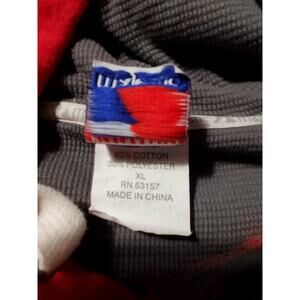 80% COTTON
20% POLYESTER
XL
RN 53157
MADE IN CHINA